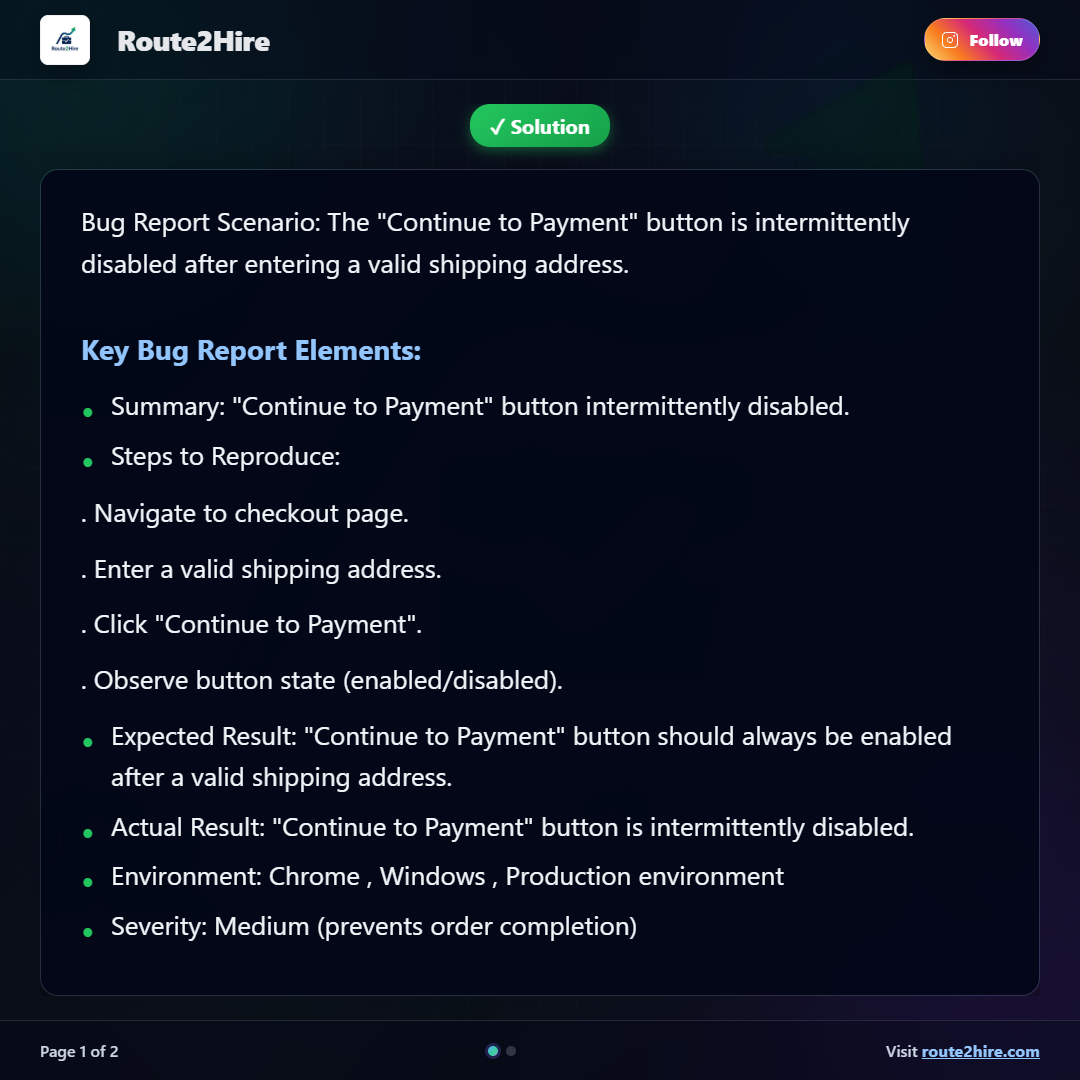 Route2Hire
Route2Hire
Follow
✓ Solution
Bug Report Scenario: The "Continue to Payment" button is intermittently
disabled after entering a valid shipping address.
Key Bug Report Elements:
• Summary: "Continue to Payment" button intermittently disabled.
• Steps to Reproduce:
. Navigate to checkout page.
. Enter a valid shipping address.
. Click "Continue to Payment".
. Observe button state (enabled/disabled).
• Expected Result: "Continue to Payment" button should always be enabled
after a valid shipping address.
• Actual Result: "Continue to Payment" button is intermittently disabled.
• Environment: Chrome , Windows , Production environment
• Severity: Medium (prevents order completion)
Page 1 of 2
Visit route2hire.com